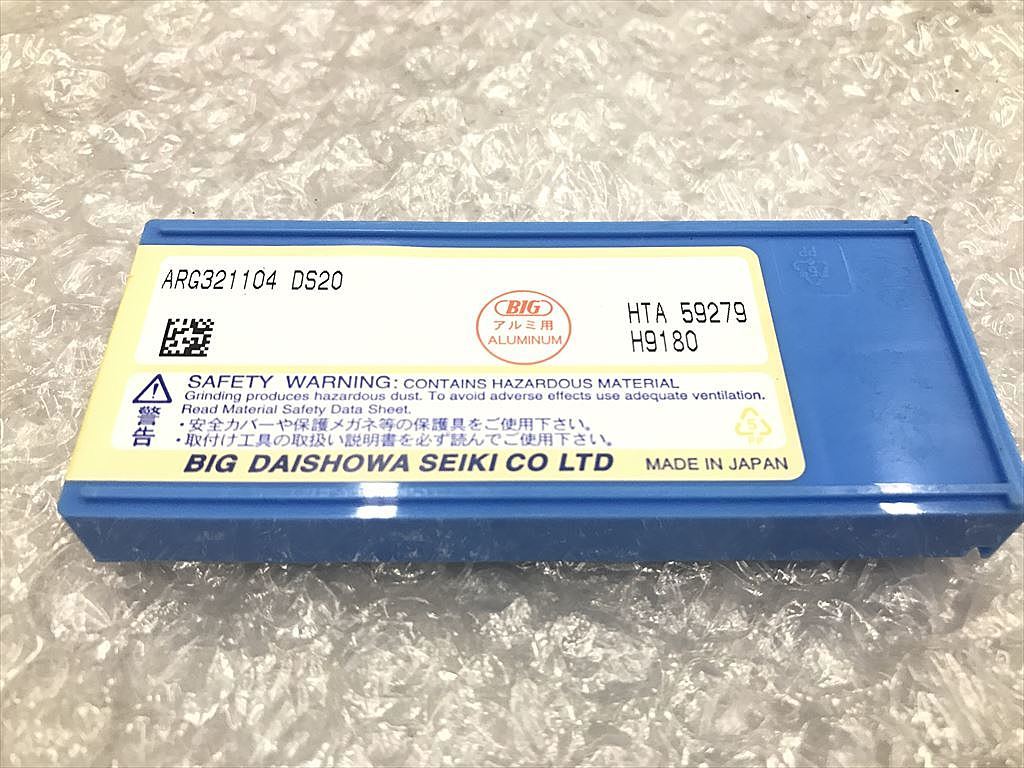 ARG321104 DS20
BIG
アルミ用
ALUMINUM
HTA 59279
H9180
SAFETY WARNING: CONTAINS HAZARDOUS MATERIAL
Grinding produces hazardous dust. To avoid adverse effects use adequate ventilation.
Read Material Safety Data Sheet.
警告
・安全カバーや保護メガネ等の保護具をご使用下さい。
・取付け工具の取扱い説明書を必ず読んでご使用下さい。
5
PP
BIG DAISHOWA SEIKI CO LTD
MADE IN JAPAN